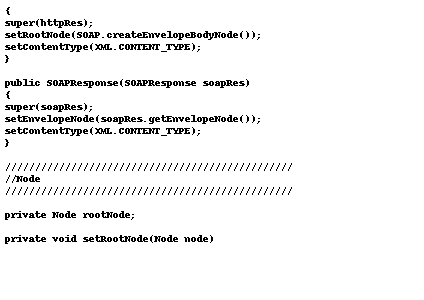 {
super(httpRes);
setRootNode(SOAP.createEnvelopeBodyNode());
setContentType(XML.CONTENT_TYPE);
}
public SOAPResponse(SOAPResponse soapRes)
{
super(soapRes);
setEnvelopeNode(soapRes.getEnvelopeNode());
setContentType(XML.CONTENT_TYPE);
}
////////////////////////////////////////////////
//Node
////////////////////////////////////////////////
private Node rootNode;
private void setRootNode(Node node)